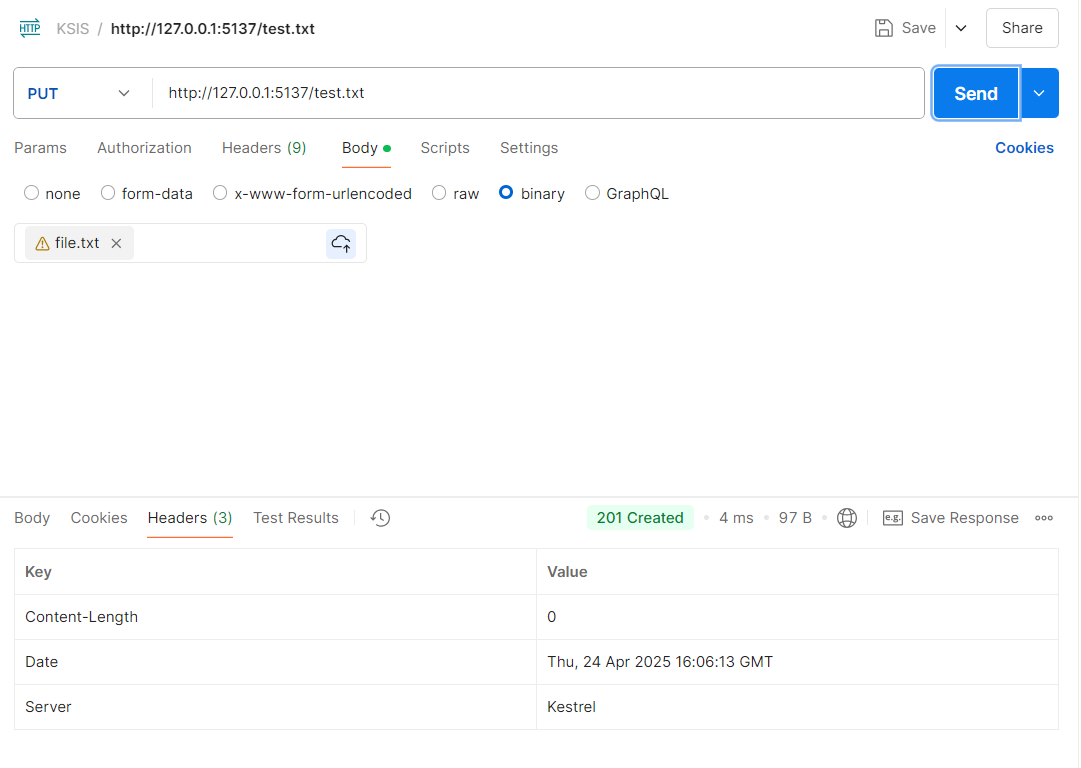 HTTP KSIS / http://127.0.0.1:5137/test.txt Save Share
PUT http://127.0.0.1:5137/test.txt Send
Params Authorization Headers (9) Body Scripts Settings Cookies
none form-data x-www-form-urlencoded raw binary GraphQL
file.txt
Body Cookies Headers (3) Test Results 201 Created 4 ms 97 B e.g. Save Response
Key Value
Content-Length 0
Date Thu, 24 Apr 2025 16:06:13 GMT
Server Kestrel